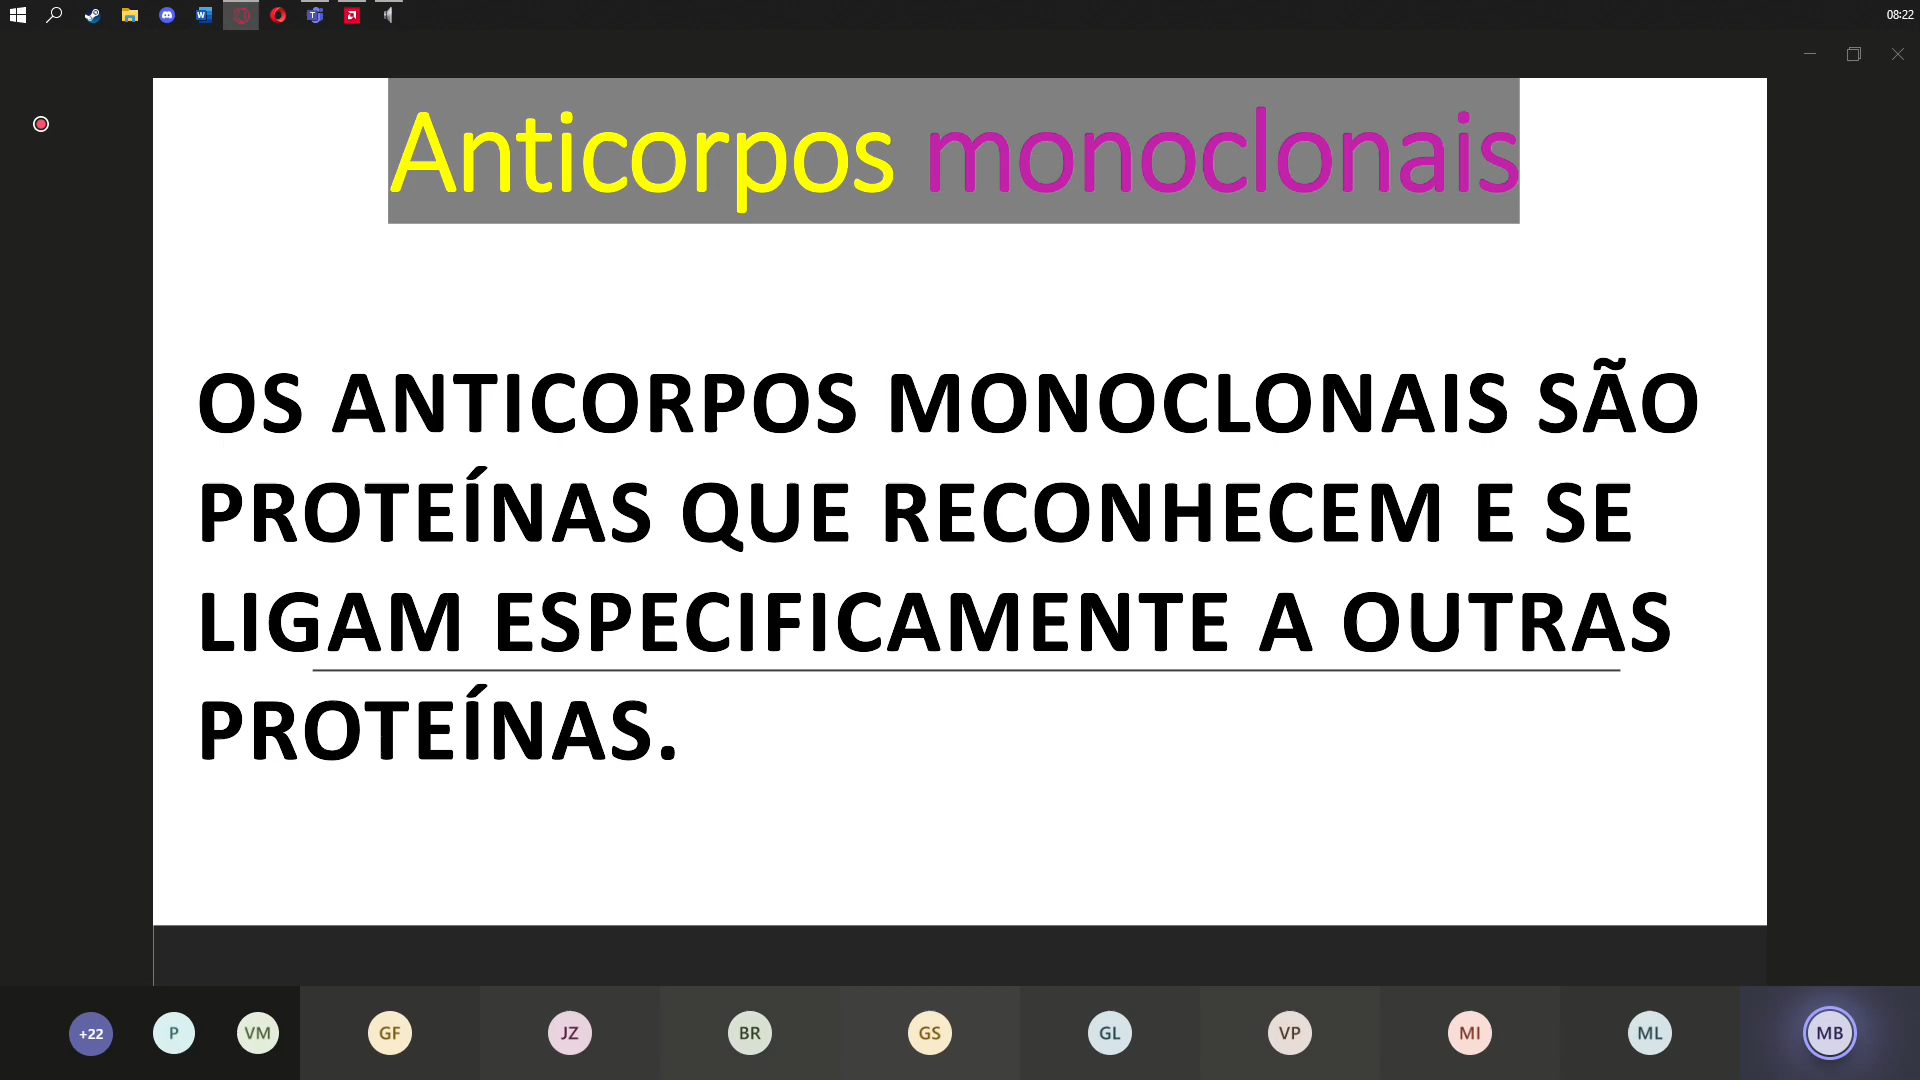 08:22
Anticorpos monoclonais
OS ANTICORPOS MONOCLONAIS SÃO
PROTEÍNAS QUE RECONHECEM E SE
LIGAM ESPECIFICAMENTE A OUTRAS
PROTEÍNAS.
+22 P VM GF JZ BR GS GL VP MI ML MB